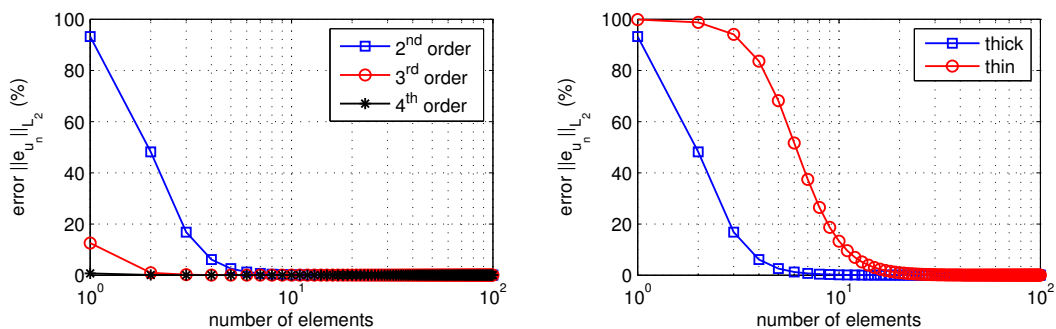 100
80
60
40
20
0
error ||e_{u_n}||_{L_2} (%)
10^0
10^1
10^2
number of elements
2^{nd} order
3^{rd} order
4^{th} order
100
80
60
40
20
0
error ||e_{u_n}||_{L_2} (%)
10^0
10^1
10^2
number of elements
thick
thin